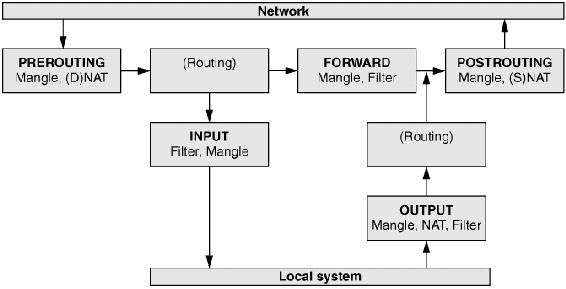 Network
PREROUTING
Mangle, (D)NAT
(Routing)
FORWARD
Mangle, Filter
POSTROUTING
Mangle, (S)NAT
INPUT
Filter, Mangle
(Routing)
OUTPUT
Mangle, NAT, Filter
Local system